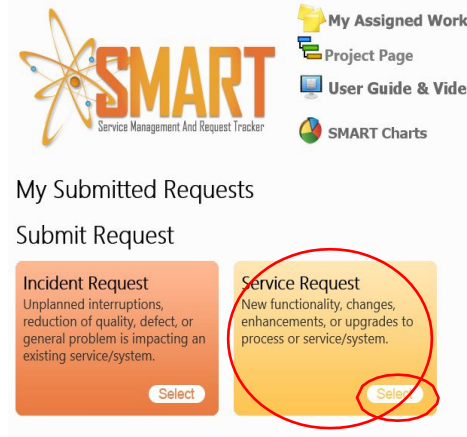 SMART
Service Management And Request Tracker
My Assigned Work
Project Page
User Guide & Vide
SMART Charts
My Submitted Requests
Submit Request
Incident Request
Unplanned interruptions,
reduction of quality, defect, or
general problem is impacting an
existing service/system.
Select
Service Request
New functionality, changes,
enhancements, or upgrades to
process or service/system.
Select